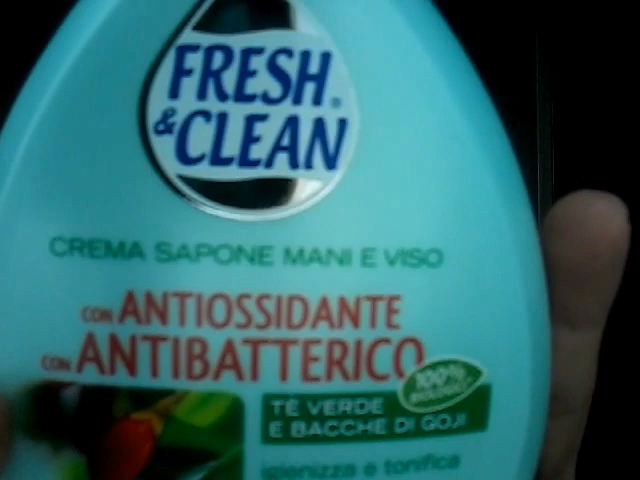 FRESH
& CLEAN
CREMA SAPONE MANI E VISO
CON ANTIOSSIDANTE
CON ANTIBATTERICO
100%
TÈ VERDE
E BACCHE DI GOJI
igienizza e tonifica